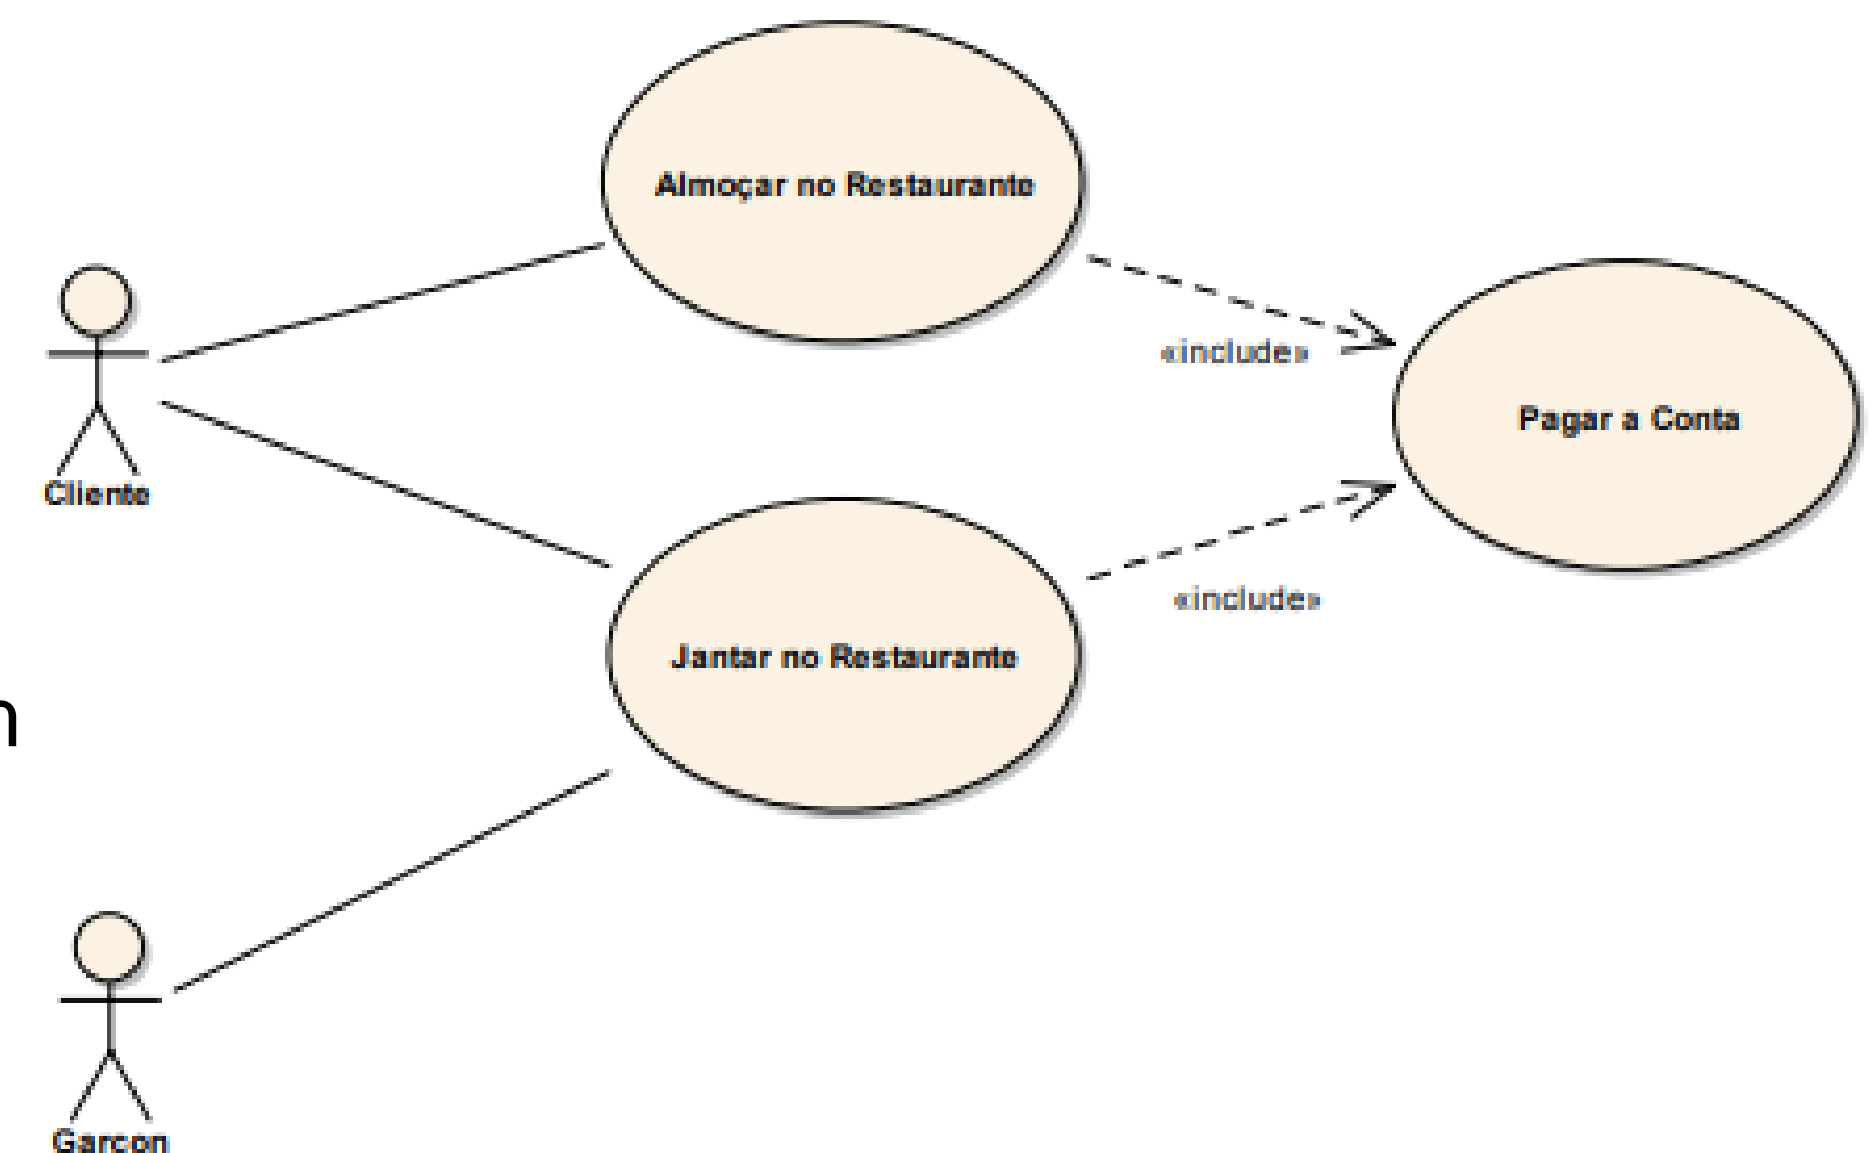 Almoçar no Restaurante
«include»
Pagar a Conta
Cliente
«include»
Jantar no Restaurante
n
Garcon